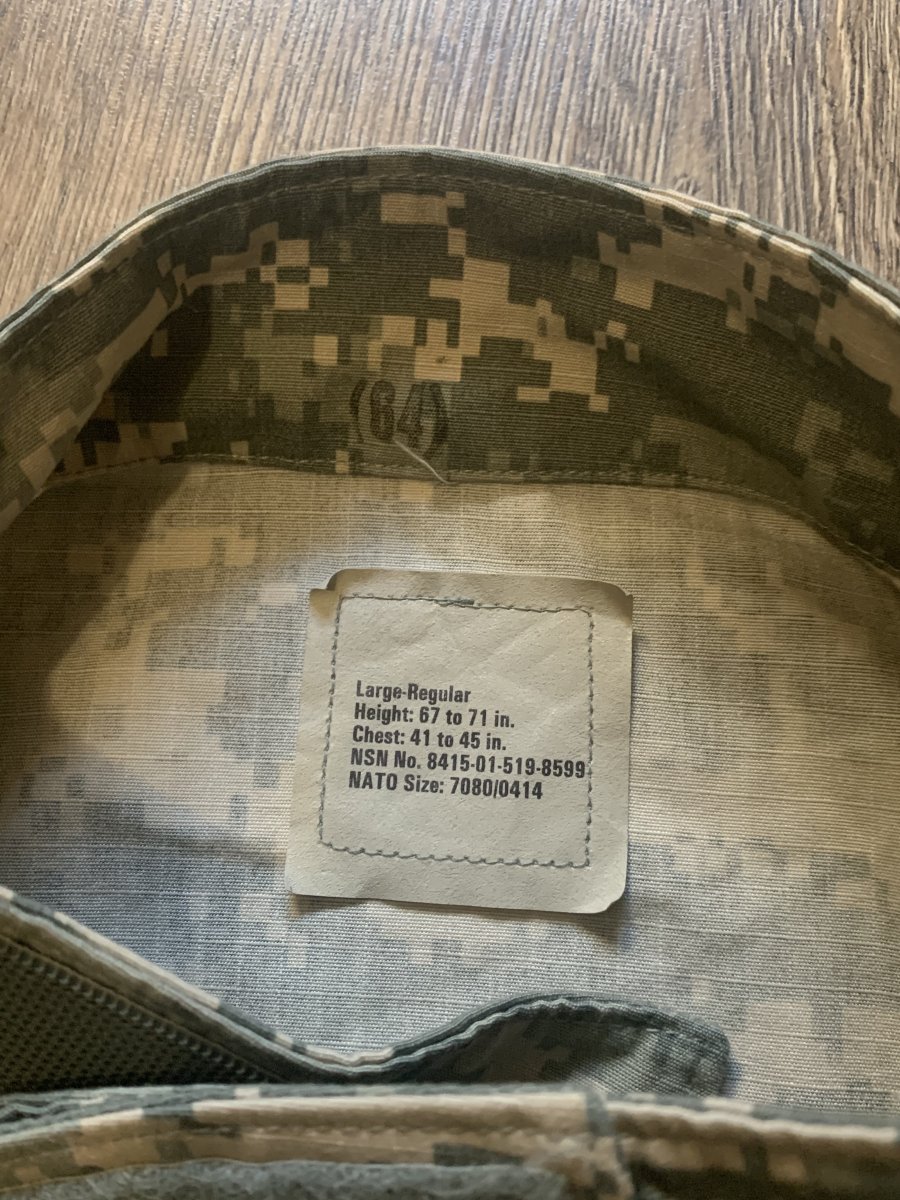 (64)
Large-Regular
Height: 67 to 71 in.
Chest: 41 to 45 in.
NSN No. 8415-01-519-8599
NATO Size: 7080/0414